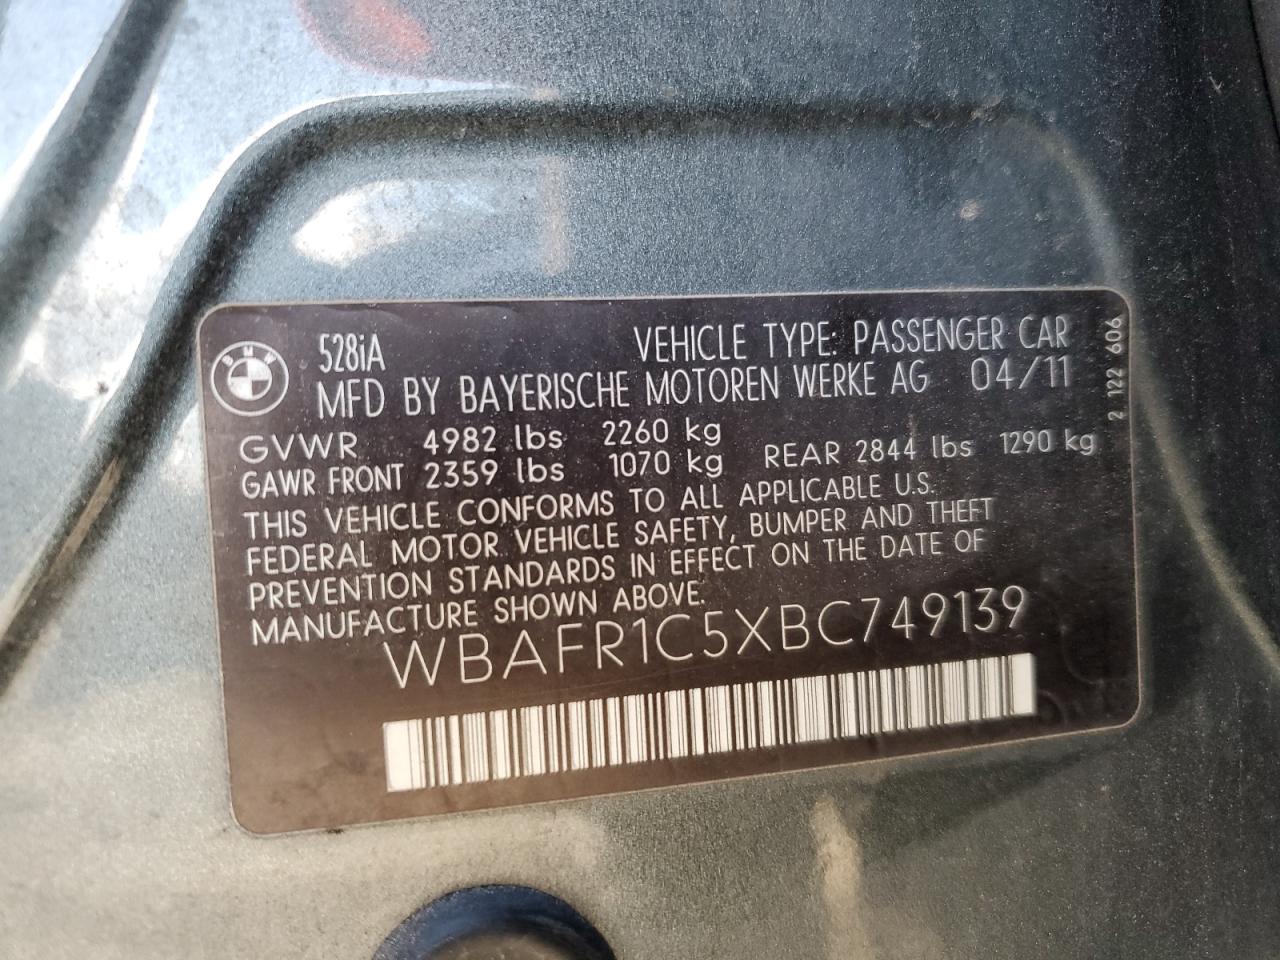 BMW
528iA
VEHICLE TYPE: PASSENGER CAR
MFD BY BAYERISCHE MOTOREN WERKE AG 04/11
GVWR 4982 lbs 2260 kg
GAWR FRONT 2359 lbs 1070 kg REAR 2844 lbs 1290 kg
THIS VEHICLE CONFORMS TO ALL APPLICABLE U.S.
FEDERAL MOTOR VEHICLE SAFETY, BUMPER AND THEFT
PREVENTION STANDARDS IN EFFECT ON THE DATE OF
MANUFACTURE SHOWN ABOVE.
WBAFR1C5XBC749139
2 122 606